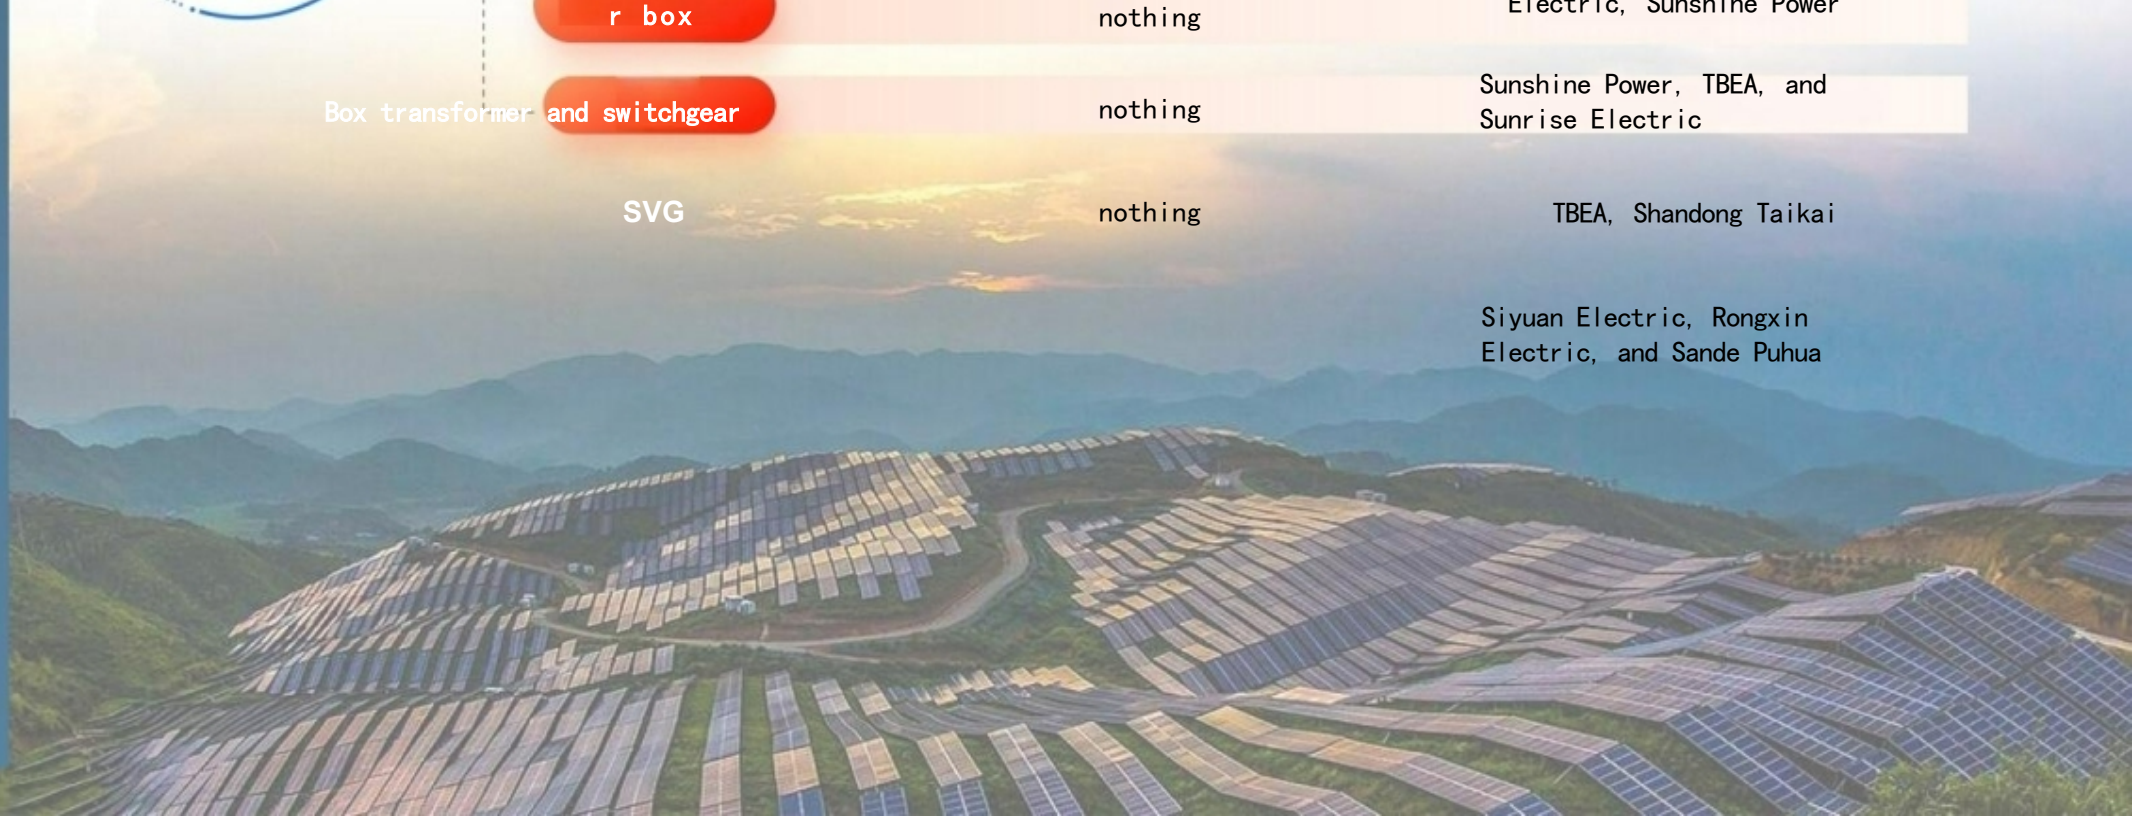 Electric, Sunshine Power
r box
nothing
Sunshine Power, TBEA, and
Sunrise Electric
Box transformer and switchgear
nothing
SVG
nothing
TBEA, Shandong Taikai
Siyuan Electric, Rongxin
Electric, and Sande Puhua